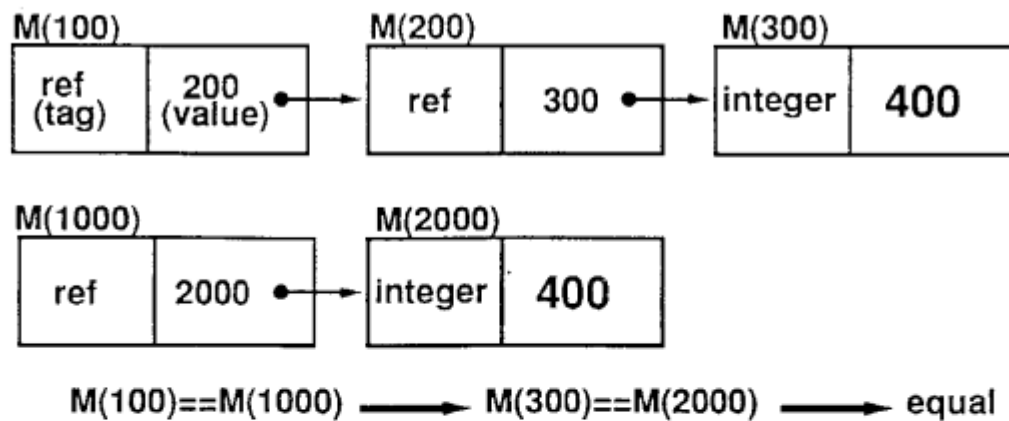 M(100) M(200) M(300)
ref (tag) 200 (value) ref 300 integer 400
M(1000) M(2000)
ref 2000 integer 400
M(100)==M(1000) M(300)==M(2000) equal